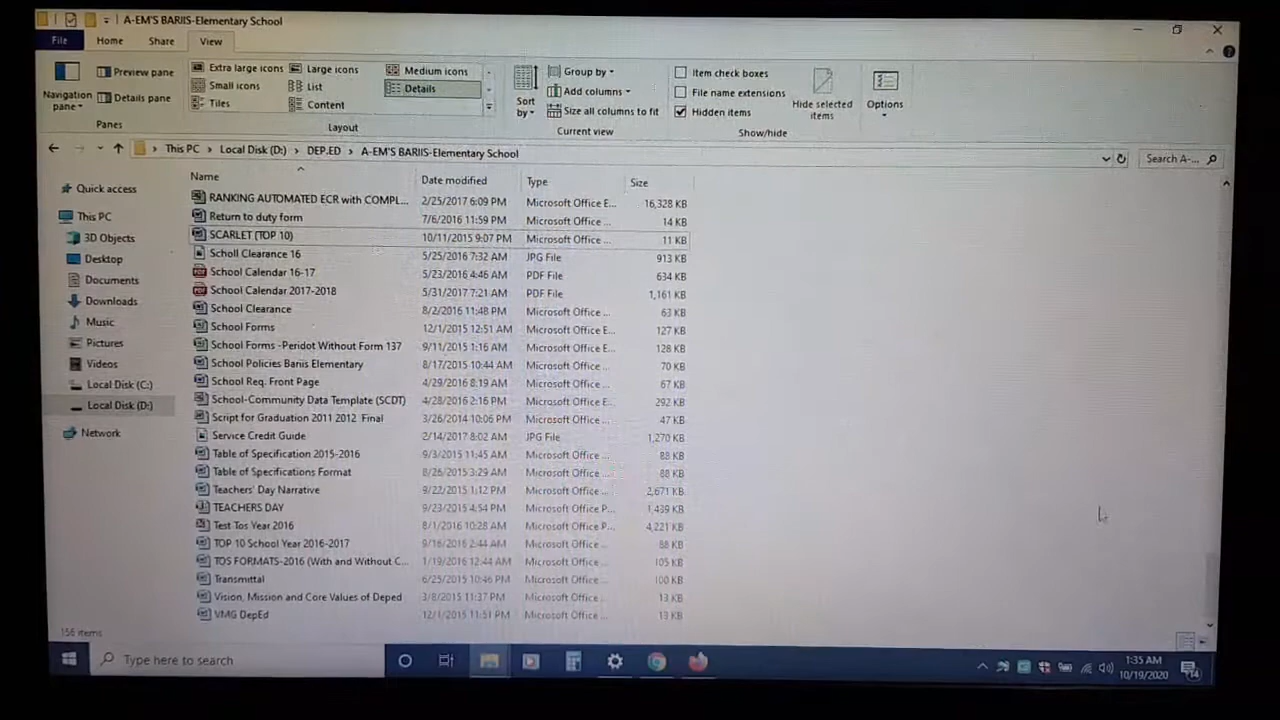 A-EM'S BARIIS-Elementary School
File Home Share View
Navigation pane
Preview pane
Details pane
Panes
Extra large icons Large icons Medium icons
Small icons List Details
Tiles Content
Layout
Sort by
Group by
Add columns
Size all columns to fit
Current view
Item check boxes
File name extensions
Hidden items
Hide selected items
Show/hide
Options
This PC Local Disk (D:) DEP.ED A-EM'S BARIIS-Elementary School
Search A-...
Quick access
This PC
3D Objects
Desktop
Documents
Downloads
Music
Pictures
Videos
Local Disk (C:)
Local Disk (D:)
Network
Name Date modified Type Size
RANKING AUTOMATED ECR with COMPL... 2/25/2017 6:09 PM Microsoft Office E... 16,328 KB
Return to duty form 7/6/2016 11:59 PM Microsoft Office ... 14 KB
SCARLET (TOP 10) 10/11/2015 9:07 PM Microsoft Office ... 11 KB
Scholl Clearance 16 5/25/2016 7:32 AM JPG File 913 KB
School Calendar 16-17 5/23/2016 4:46 AM PDF File 634 KB
School Calendar 2017-2018 5/31/2017 7:21 AM PDF File 1,161 KB
School Clearance 8/2/2016 11:48 PM Microsoft Office ... 63 KB
School Forms 12/1/2015 12:51 AM Microsoft Office E... 127 KB
School Forms -Peridot Without Form 137 9/11/2015 1:16 AM Microsoft Office E... 128 KB
School Policies Bariis Elementary 8/17/2015 10:44 AM Microsoft Office ... 70 KB
School Req. Front Page 4/29/2016 8:19 AM Microsoft Office ... 67 KB
School-Community Data Template (SCDT) 4/28/2016 2:16 PM Microsoft Office E... 292 KB
Script for Graduation 2011 2012 Final 3/26/2014 10:06 PM Microsoft Office ... 47 KB
Service Credit Guide 2/14/2017 8:02 AM JPG File 1,270 KB
Table of Specification 2015-2016 9/3/2015 11:45 AM Microsoft Office ... 88 KB
Table of Specifications Format 8/26/2015 3:29 AM Microsoft Office ... 88 KB
Teachers' Day Narrative 9/22/2015 1:12 PM Microsoft Office ... 2,671 KB
TEACHERS DAY 9/23/2015 4:54 PM Microsoft Office P... 1,439 KB
Test Tos Year 2016 8/1/2016 10:28 AM Microsoft Office P... 4,221 KB
TOP 10 School Year 2016-2017 9/16/2016 2:44 AM Microsoft Office ... 88 KB
TOS FORMATS-2016 (With and Without C... 1/19/2016 12:44 AM Microsoft Office ... 105 KB
Transmittal 6/25/2015 10:46 PM Microsoft Office ... 100 KB
Vision, Mission and Core Values of Deped 3/8/2015 11:37 PM Microsoft Office ... 13 KB
VMG DepEd 12/1/2015 11:51 PM Microsoft Office ... 13 KB
156 items
Type here to search
1:35 AM
10/19/2020
14